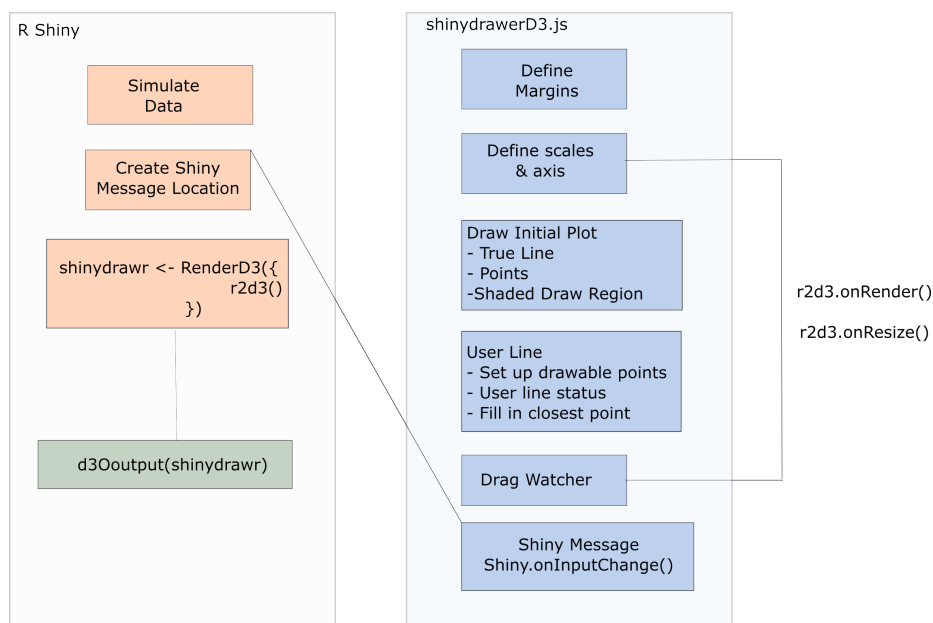 R Shiny
Simulate
Data
Create Shiny
Message Location
shinydrawr <- RenderD3({
r2d3()
})
d3Ooutput(shinydrawr)
shinydrawerD3.js
Define
Margins
Define scales
& axis
Draw Initial Plot
- True Line
- Points
-Shaded Draw Region
User Line
- Set up drawable points
- User line status
- Fill in closest point
Drag Watcher
Shiny Message
Shiny.onInputChange()
r2d3.onRender()
r2d3.onResize()